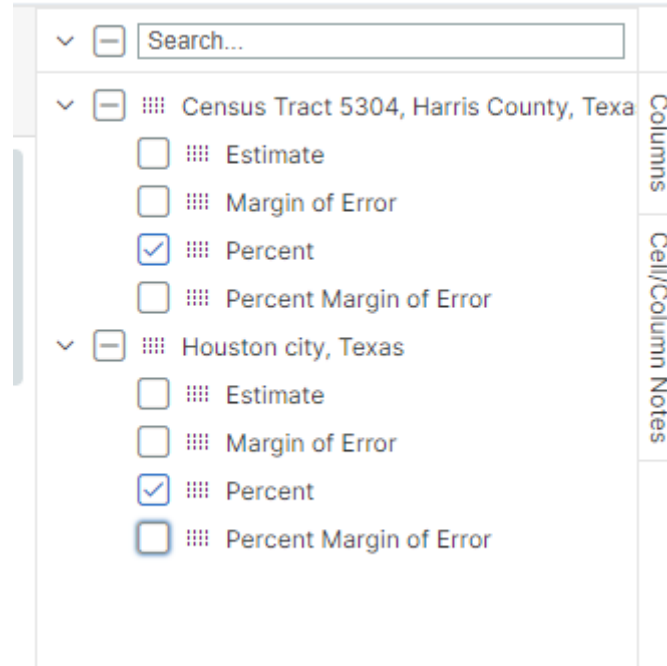 Search...
Census Tract 5304, Harris County, Texa
Estimate
Margin of Error
Percent
Percent Margin of Error
Houston city, Texas
Estimate
Margin of Error
Percent
Percent Margin of Error
Columns
Cell/Column Notes